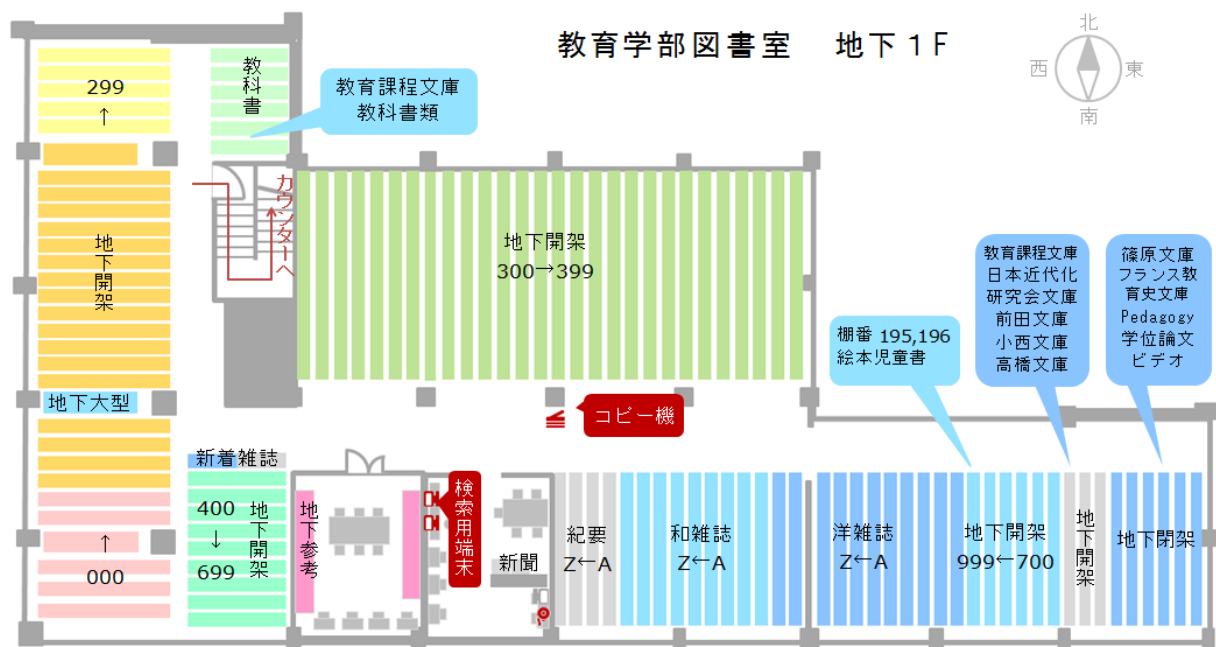 教育学部図書室 地下1F
北
西 東
南
299
↑
教科書
教育課程文庫
教科書類
カウンターへ
地下開架
地下開架
300→399
教育課程文庫
日本近代化
研究会文庫
前田文庫
小西文庫
高橋文庫
篠原文庫
フランス教
育史文庫
Pedagogy
学位論文
ビデオ
棚番 195,196
絵本児童書
地下大型
コピー機
新着雑誌
400
↓
699
地下開架
↑
000
地下参考
検索用端末
新聞
紀要
Z←A
和雑誌
Z←A
洋雑誌
Z←A
地下開架
999←700
地下開架
地下閉架